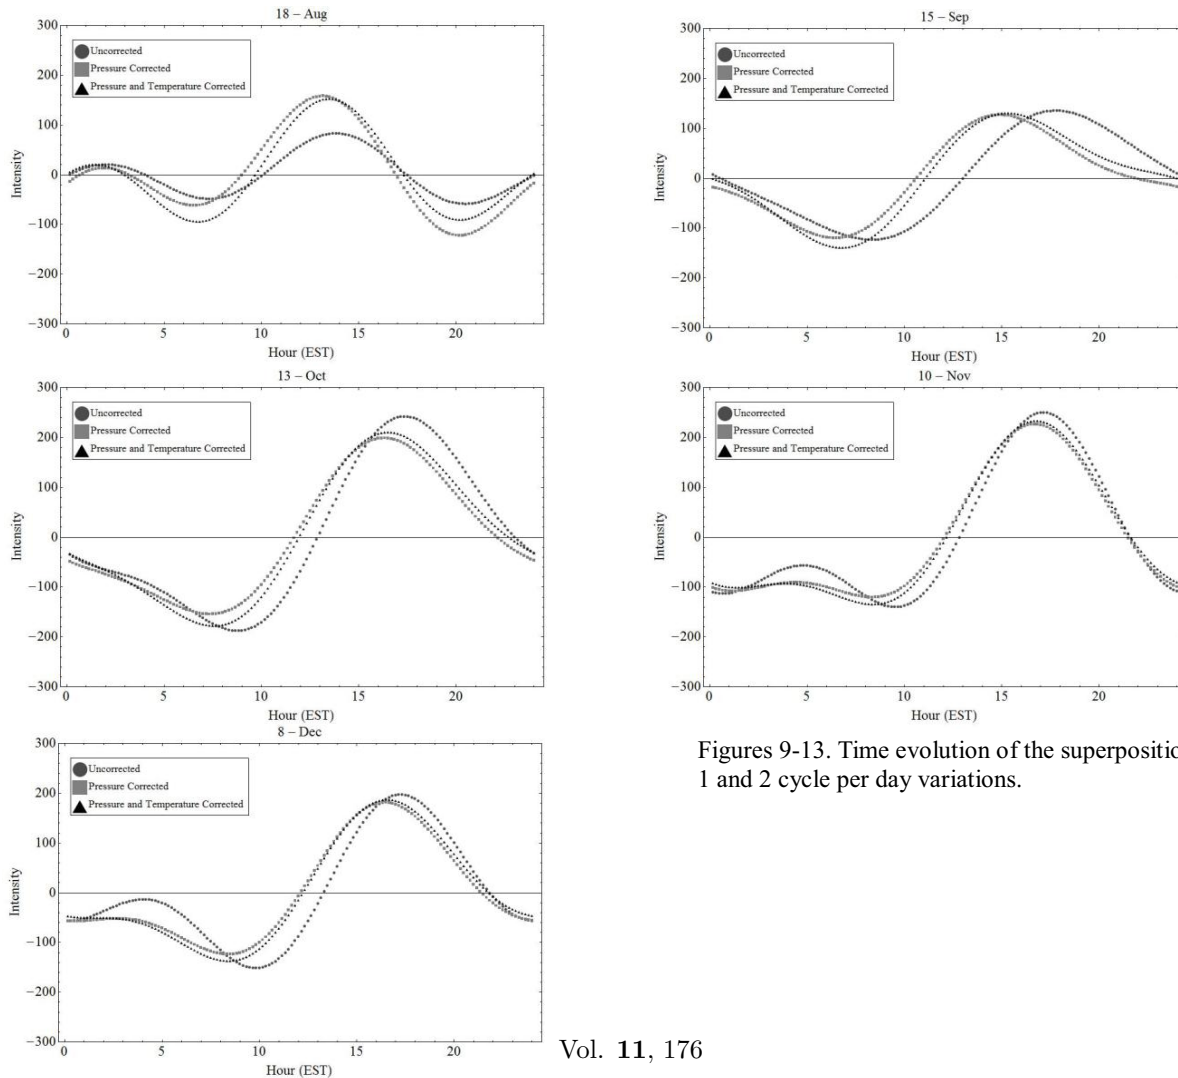 18 – Aug
300
200
100
0
−100
−200
−300
Intensity
Uncorrected
Pressure Corrected
Pressure and Temperature Corrected
0 5 10 15 20
Hour (EST)
15 – Sep
300
200
100
0
−100
−200
−300
Intensity
Uncorrected
Pressure Corrected
Pressure and Temperature Corrected
0 5 10 15 20
Hour (EST)
13 – Oct
300
200
100
0
−100
−200
−300
Intensity
Uncorrected
Pressure Corrected
Pressure and Temperature Corrected
0 5 10 15 20
Hour (EST)
10 – Nov
300
200
100
0
−100
−200
−300
Intensity
Uncorrected
Pressure Corrected
Pressure and Temperature Corrected
0 5 10 15 20
Hour (EST)
8 – Dec
300
200
100
0
−100
−200
−300
Intensity
Uncorrected
Pressure Corrected
Pressure and Temperature Corrected
0 5 10 15 20
Hour (EST)
Figures 9-13. Time evolution of the superpositio
1 and 2 cycle per day variations.
Vol. 11, 176